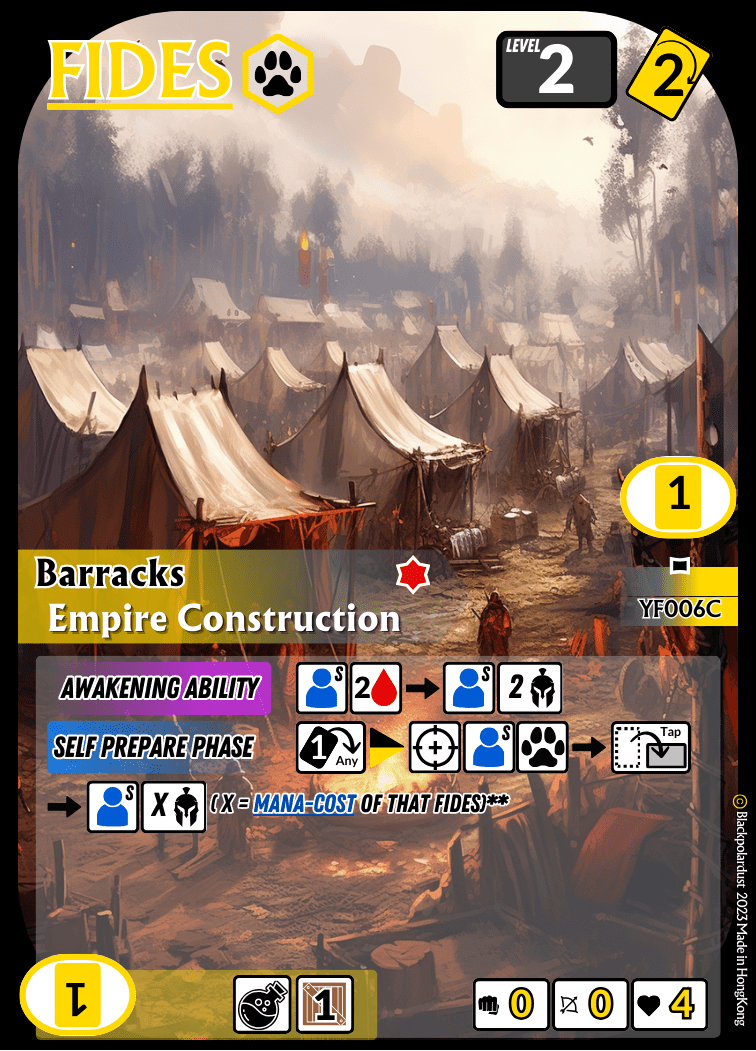 FIDES
LEVEL 2
2
1
Barracks
Empire Construction
YF006C
AWAKENING ABILITY S 2 S 2
SELF PREPARE PHASE 1 Any S Tap
S X ( X = MANA-COST OF THAT FIDES)**
© Blackpolardust 2023 Made in HongKong
1
1
0 0 4